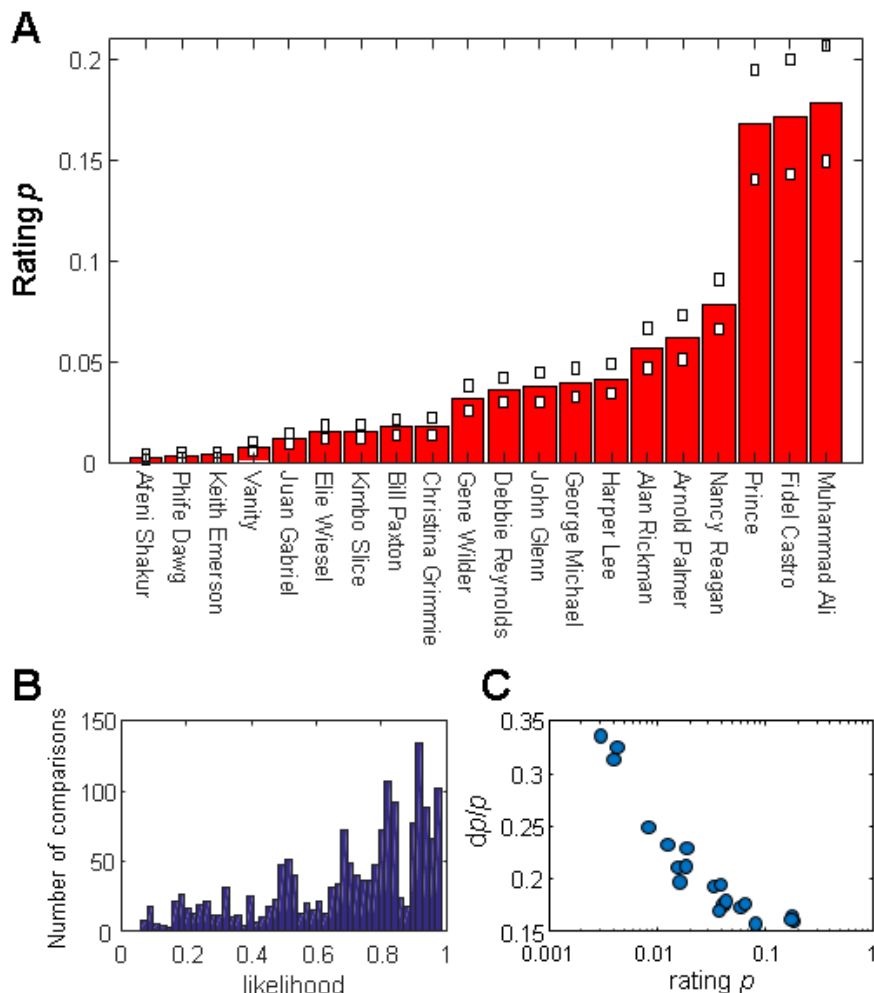 A
Rating p
0.2
0.15
0.1
0.05
0
Afeni Shakur
Phife Dawg
Keith Emerson
Vanity
Juan Gabriel
Elie Wiesel
Kimbo Slice
Bill Paxton
Christina Grimmie
Gene Wilder
Debbie Reynolds
John Glenn
George Michael
Harper Lee
Alan Rickman
Arnold Palmer
Nancy Reagan
Prince
Fidel Castro
Muhammad Ali
B
Number of comparisons
150
100
50
0
0 0.2 0.4 0.6 0.8 1
likelihood
C
dp/p
0.35
0.3
0.25
0.2
0.15
0.001 0.01 0.1 1
rating p